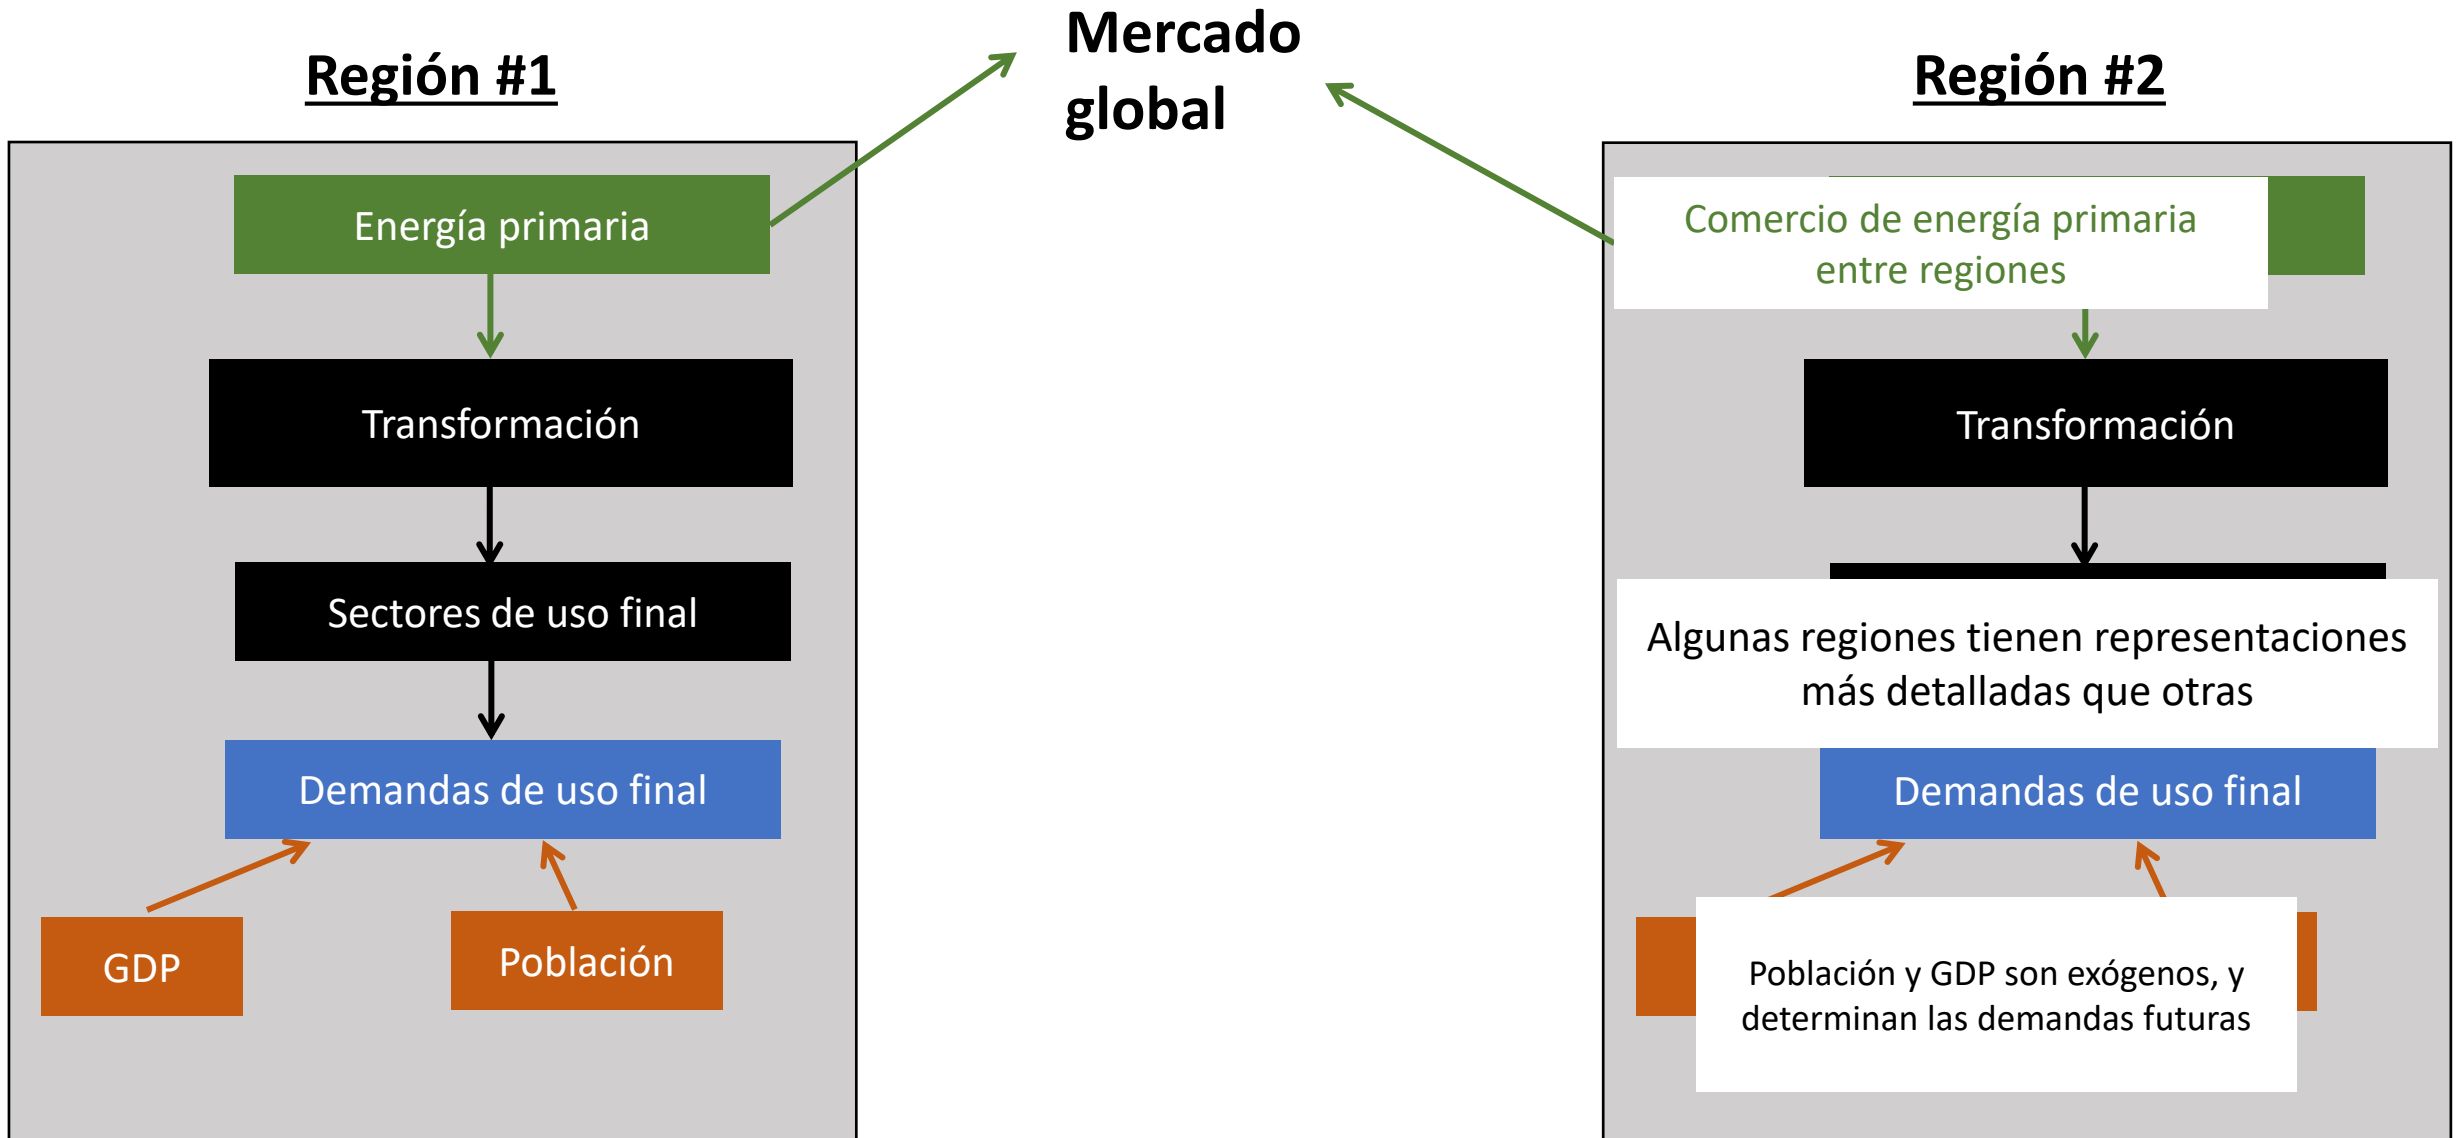 Mercado
global
Región #1
Energía primaria
Transformación
Sectores de uso final
Demandas de uso final
GDP
Población
Región #2
Comercio de energía primaria
entre regiones
Transformación
Algunas regiones tienen representaciones
más detalladas que otras
Demandas de uso final
Población y GDP son exógenos, y
determinan las demandas futuras